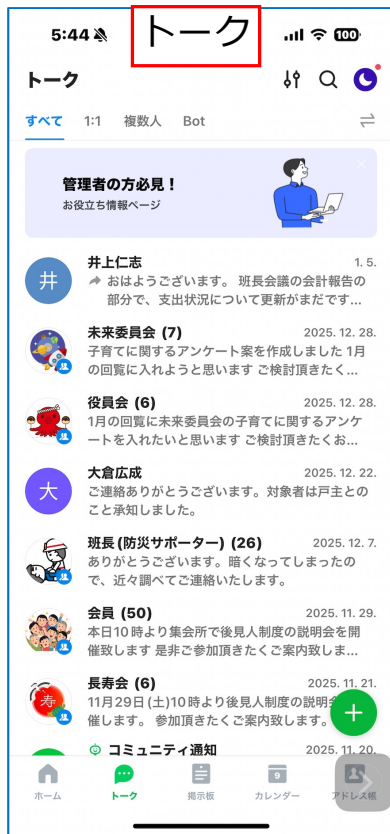 5:44
トーク
100
トーク
すべて 1:1 複数人 Bot
管理者の方必見！
お役立ち情報ページ
井
井上仁志 1. 5.
おはようございます。 班長会議の会計報告の
部分で、支出状況について更新がまだです...
未来委員会 (7) 2025. 12. 28.
子育てに関するアンケート案を作成しました 1月
の回覧に入れようと思います ご検討頂きたく...
役員会 (6) 2025. 12. 28.
1月の回覧に未来委員会の子育てに関するアンケ
ートを入れたいと思います ご検討頂きたくお...
大
大倉広成 2025. 12. 22.
ご連絡ありがとうございます。対象者は戸主との
こと承知しました。
班長(防災サポーター) (26) 2025. 12. 7.
ありがとうございます。暗くなってしまったの
で、近々調べてご連絡いたします。
会員 (50) 2025. 11. 29.
本日10時より集会所で後見人制度の説明会を開
催致します 是非ご参加頂きたくご案内致しま...
寿
長寿会 (6) 2025. 11. 21.
11月29日(土)10時より後見人制度の説明
催します。 参加頂きたくご案内致します。
コミュニティ通知 2025. 11. 20.
9
ホーム トーク 掲示板 カレンダー アドレス帳